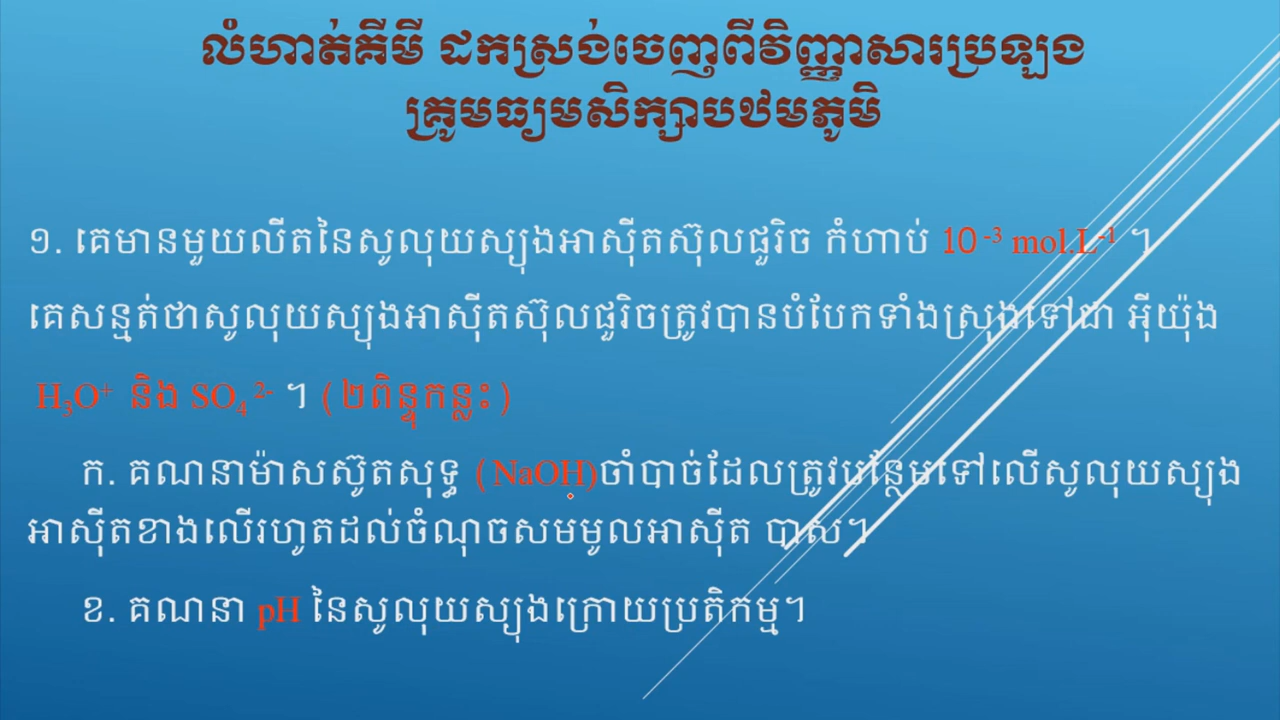 លំហាត់គីមី ដកស្រង់ចេញពីវិញ្ញាសារប្រឡង
គ្រូមធ្យមសិក្សាបឋមភូមិ
១. គេមានមួយលីតនៃសូលុយស្យុងអាស៊ីតស៊ុលផួរិច កំហាប់ 10⁻³ mol.L⁻¹ ។
គេសន្មត់ថាសូលុយស្យុងអាស៊ីតស៊ុលផួរិចត្រូវបានបំបែកទាំងស្រុងទៅជា អ៊ីយ៉ុង
H₃O⁺ និង SO₄²⁻ ។ (២ពិន្ទុកន្លះ)
ក. គណនាម៉ាសស៊ូតសុទ្ធ (NaOH)ចាំបាច់ដែលត្រូវបន្ថែមទៅលើសូលុយស្យុង
អាស៊ីតខាងលើរហូតដល់ចំណុចសមមូលអាស៊ីត បាស។
ខ. គណនា pH នៃសូលុយស្យុងក្រោយប្រតិកម្ម។